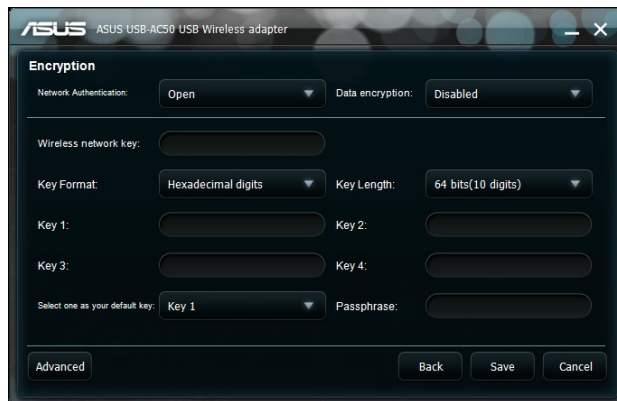 ASUS ASUS USB-AC50 USB Wireless adapter
Encryption
Network Authentication: Open Data encryption: Disabled
Wireless network key:
Key Format: Hexadecimal digits Key Length: 64 bits(10 digits)
Key 1: Key 2:
Key 3: Key 4:
Select one as your default key: Key 1 Passphrase:
Advanced Back Save Cancel